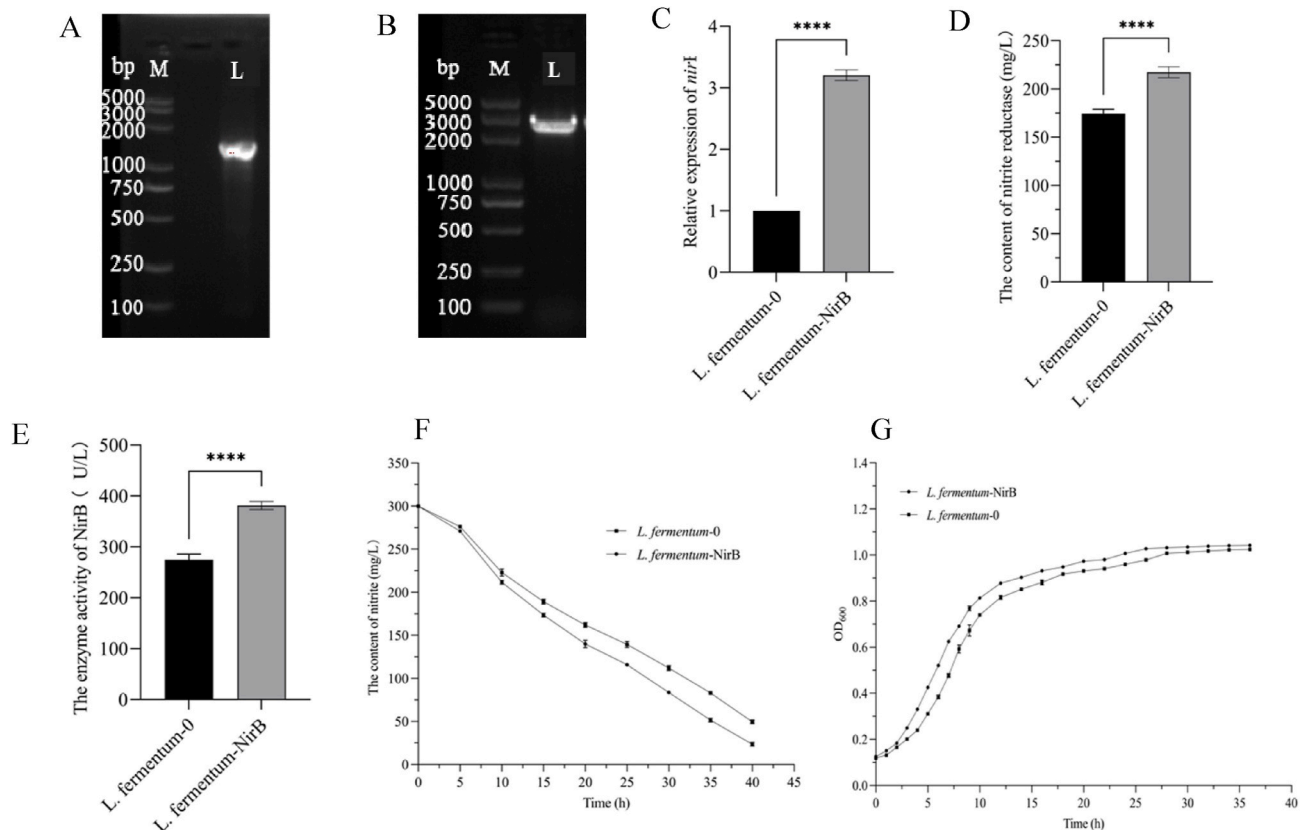 A
bp M L
5000
3000
2000
1000
750
500
250
100
B
bp M L
5000
3000
2000
1000
750
500
250
100
C
****
Relative expression of nirI
4
3
2
1
0
L. fermentum-0
L. fermentum-NirB
D
****
The content of nitrite reductase (mg/L)
250
225
200
175
150
125
100
75
50
25
0
L. fermentum-0
L. fermentum-NirB
E
****
The enzyme activity of NirB ( U/L)
500
400
300
200
100
0
L. fermentum-0
L. fermentum-NirB
F
The content of nitrite (mg/L)
350
300
250
200
150
100
50
0
L. fermentum-0
L. fermentum-NirB
0 5 10 15 20 25 30 35 40 45
Time (h)
G
OD600
1.4
1.2
1.0
0.8
0.6
0.4
0.2
0.0
L. fermentum-NirB
L. fermentum-0
0 5 10 15 20 25 30 35 40
Time (h)